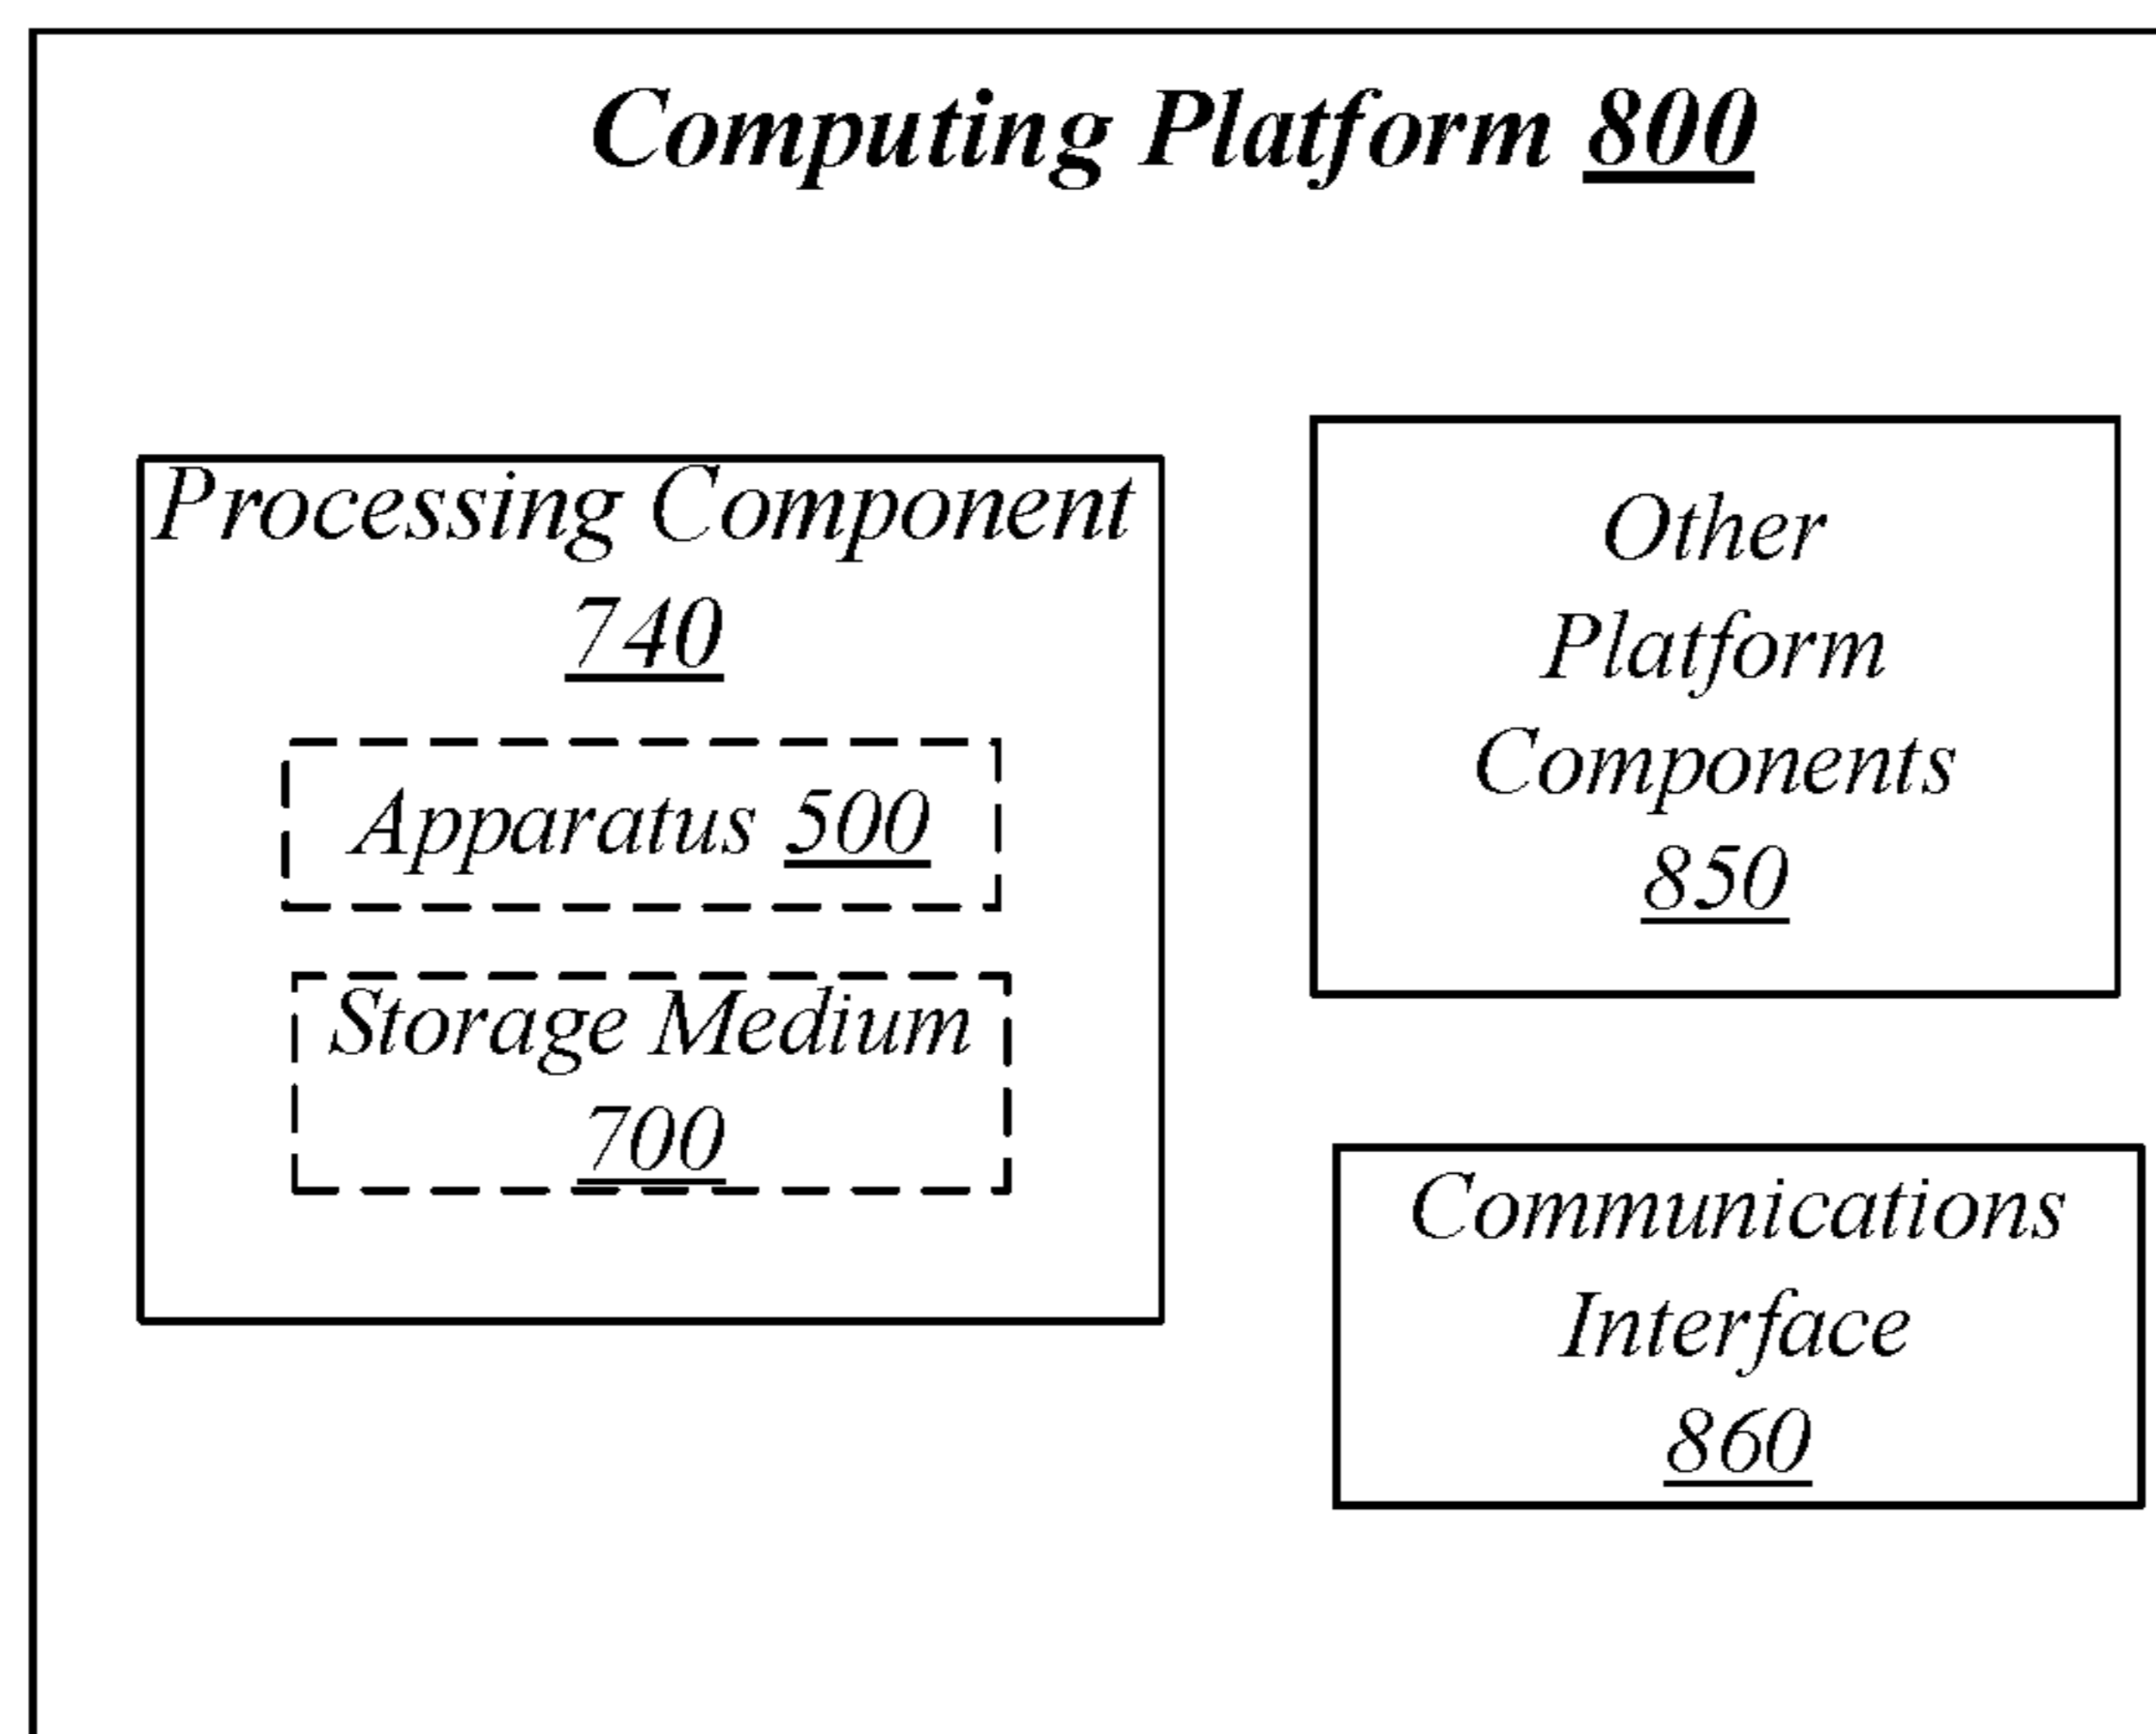 Computing Platform 800
Processing Component
740
Apparatus 500
Storage Medium
700
Other
Platform
Components
850
Communications
Interface
860